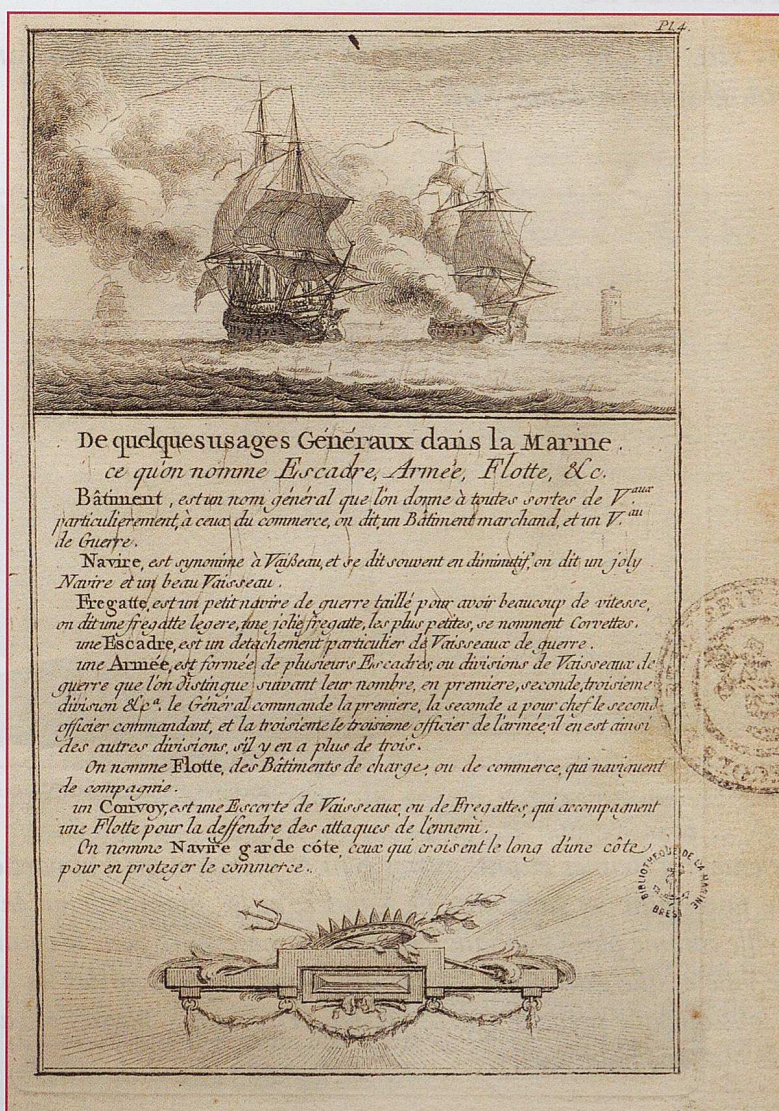 Pl. 4.
De quelques usages Généraux dans la Marine.
ce qu'on nomme Escadre, Armée, Flotte, &c.
Bâtiment, est un nom général que l'on donne à toutes sortes de V.aux
particulierement, à ceux du commerce, on dit, un Bâtiment marchand, et un V.au
de Guerre.
Navire, est synonime à Vaißeau, et se dit souvent en diminutif, on dit un joly
Navire et un beau Vaisseau.
Fregatte, est un petit navire de guerre taillé pour avoir beaucoup de vitesse,
on dit une frégatte legere, une jolie fregatte, les plus petites, se nomment Corvettes.
une Escadre, est un détachement particulier de Vaisseaux de guerre.
une Armée, est formée de plusieurs Escadres, ou divisions de Vaisseaux de
guerre que l'on distingue suivant leur nombre, en premiere, seconde, troisieme
division &c.a, le Général commande la premiere, la seconde a pour chef le second
officier commandant, et la troisieme le troisieme officier de l'armée, il en est ainsi
des autres divisions, s'il y en a plus de trois.
On nomme Flotte, des Bâtiments de charge, ou de commerce, qui naviguent
de compagnie.
un Convoy, est une Escorte de Vaisseaux, ou de Fregattes, qui accompagnent
une Flotte pour la deffendre des attaques de l'ennemi.
On nomme Navire garde côte, ceux qui croisent le long d'une côte,
pour en proteger le commerce.
BIBLIOTHEQUE DE LA MARINE
BREST